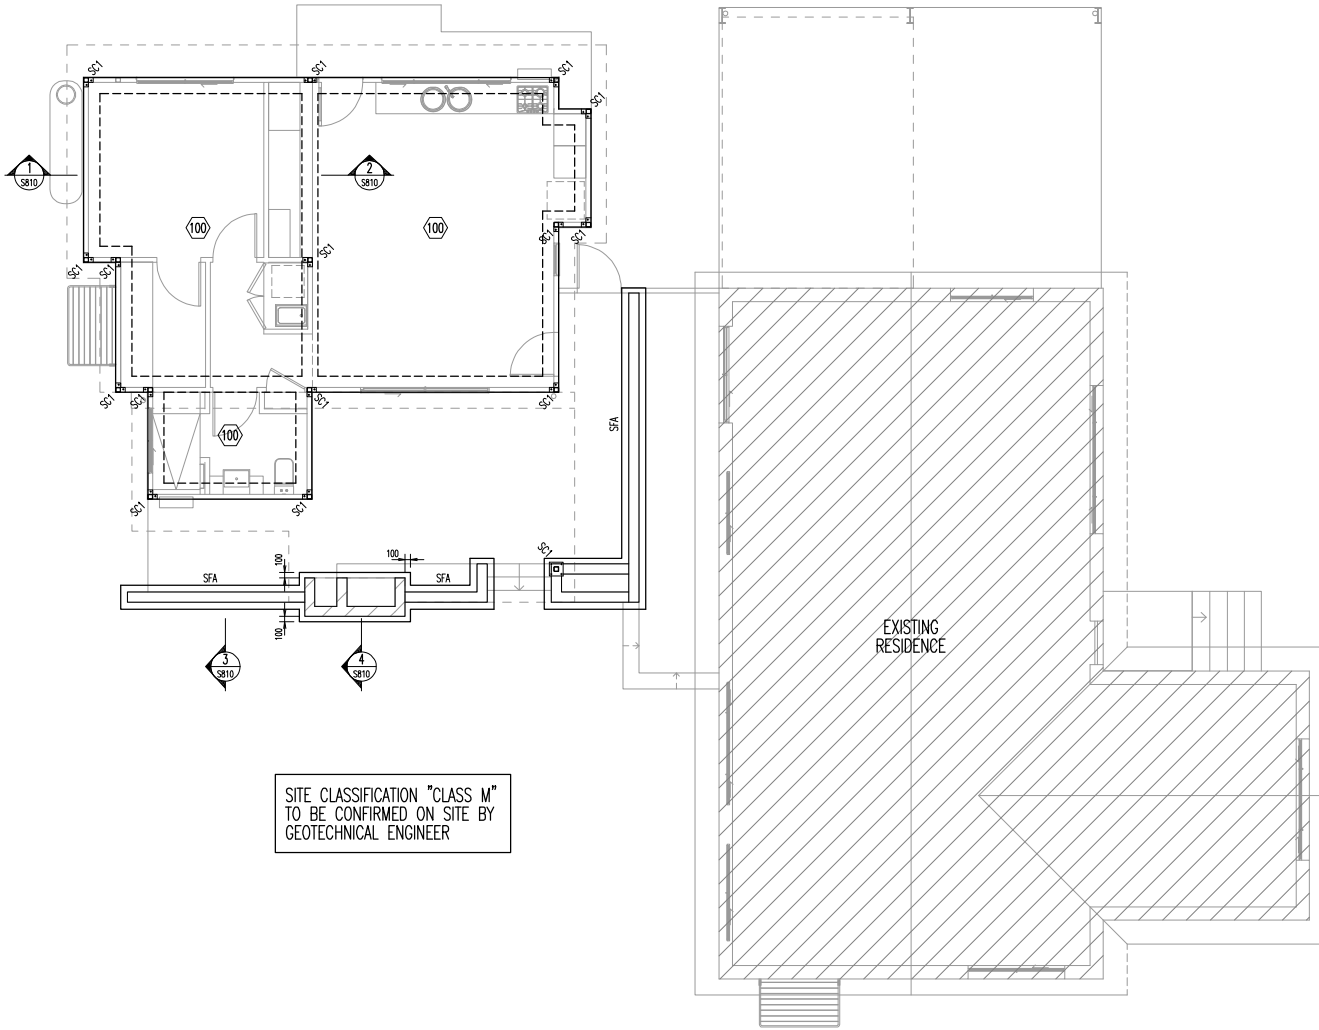 SC1
SC1
SC1
SC1
1
S810
2
S810
100
100
SC1
SC1
SC1
SC1
SC1
SC1
SC1
SC1
SC1
100
SFA
SC1
SC1
SC1
100
100
SFA
SFA
100
3
S810
4
S810
EXISTING
RESIDENCE
SITE CLASSIFICATION "CLASS M"
TO BE CONFIRMED ON SITE BY
GEOTECHNICAL ENGINEER